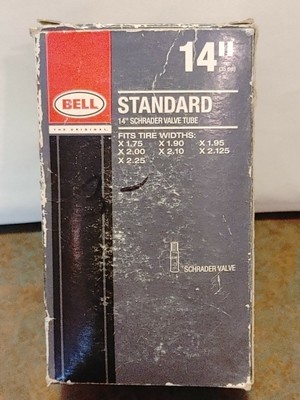 14"
BELL
THE ORIGINAL.
STANDARD
14" SCHRADER VALVE TUBE
FITS TIRE WIDTHS:
X 1.75 X 1.90 X 1.95
X 2.00 X 2.10 X 2.125
X 2.25
SCHRADER VALVE